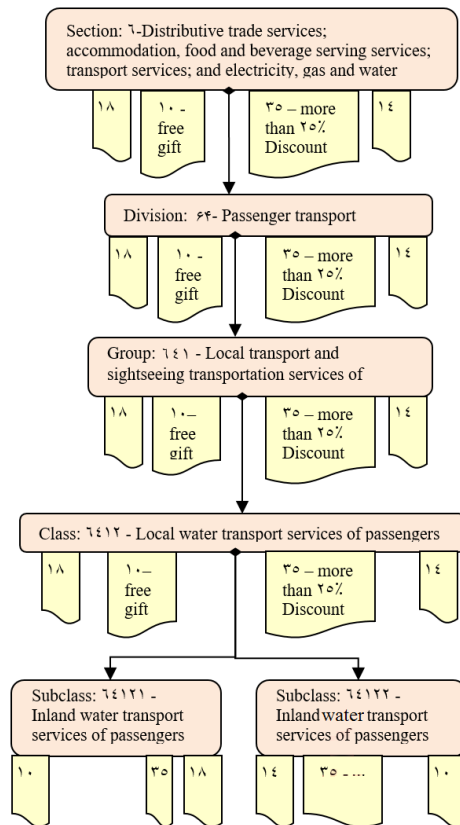 Section: ٦-Distributive trade services;
accommodation, food and beverage serving services;
transport services; and electricity, gas and water
١٨
١٠ -
free
gift
٣٥ – more
than ٢٥٪
Discount
١٤
Division: ۶۴- Passenger transport
١٨
١٠ -
free
gift
٣٥ – more
than ٢٥٪
Discount
١٤
Group: ٦٤١ - Local transport and
sightseeing transportation services of
١٨
١٠–
free
gift
٣٥ – more
than ٢٥٪
Discount
١٤
Class: ٦٤١٢ - Local water transport services of passengers
١٨
١٠–
free
gift
٣٥ – more
than ٢٥٪
Discount
١٤
Subclass: ٦٤١٢١ -
Inland water transport
services of passengers
١٠
٣٥
١٨
Subclass: ٦٤١٢٢ -
Inland water transport
services of passengers
١٤
٣٥ - ...
١٠